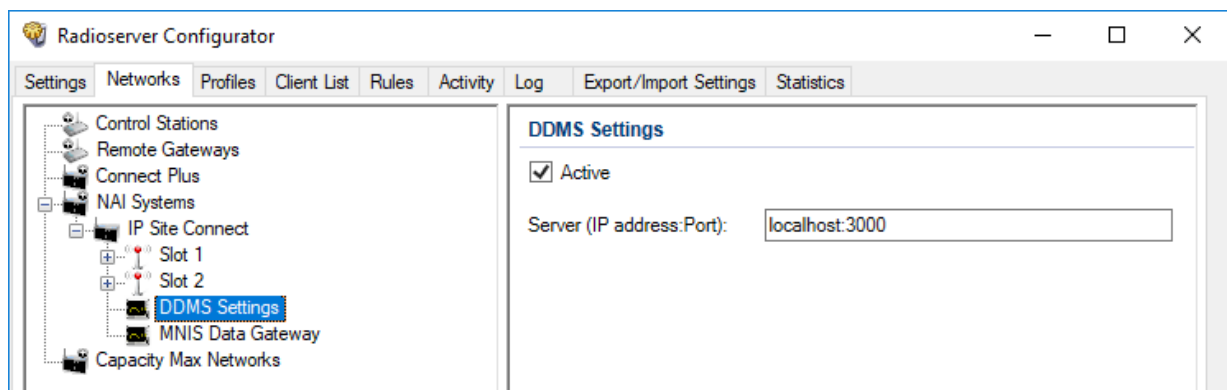 Radioserver Configurator
Settings Networks Profiles Client List Rules Activity Log Export/Import Settings Statistics
Control Stations
Remote Gateways
Connect Plus
NAI Systems
IP Site Connect
Slot 1
Slot 2
DDMS Settings
MNIS Data Gateway
Capacity Max Networks
DDMS Settings
Active
Server (IP address:Port): localhost:3000